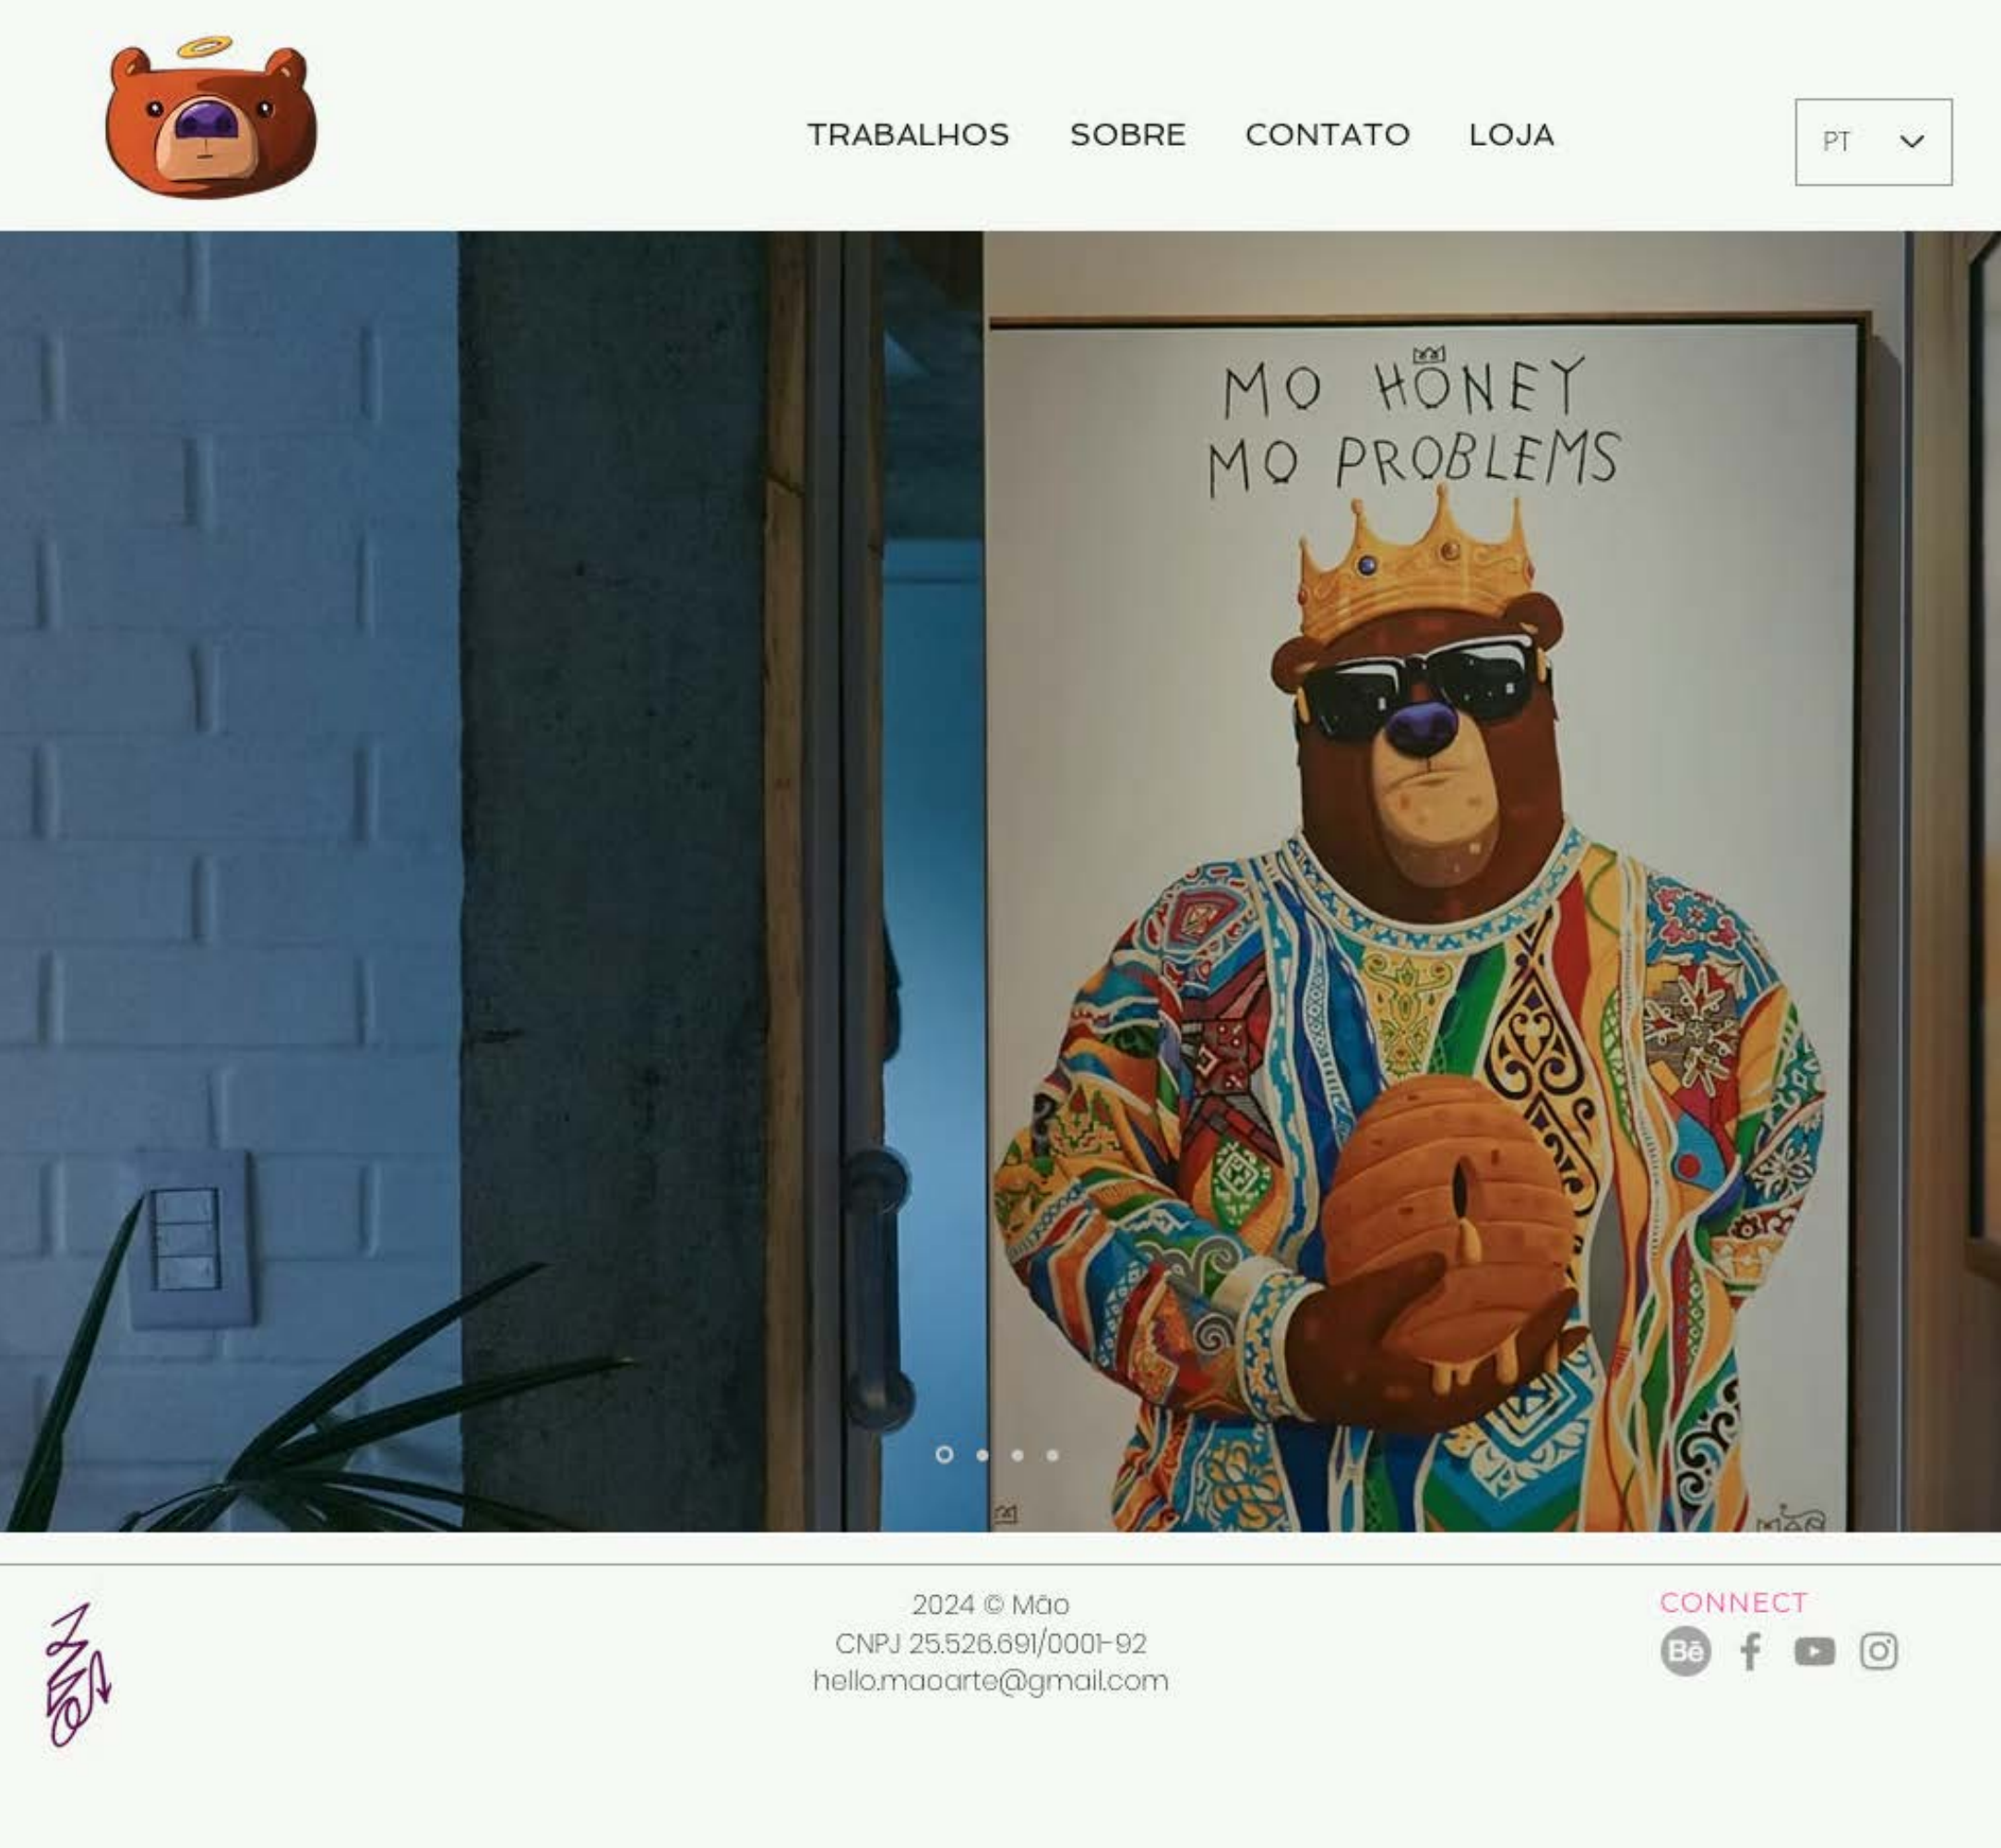 TRABALHOS SOBRE CONTATO LOJA
PT
MO HONEY
MO PROBLEMS
MÃO
2024 © Mão
CNPJ 25.526.691/0001-92
hello.maoarte@gmail.com
CONNECT
Bē